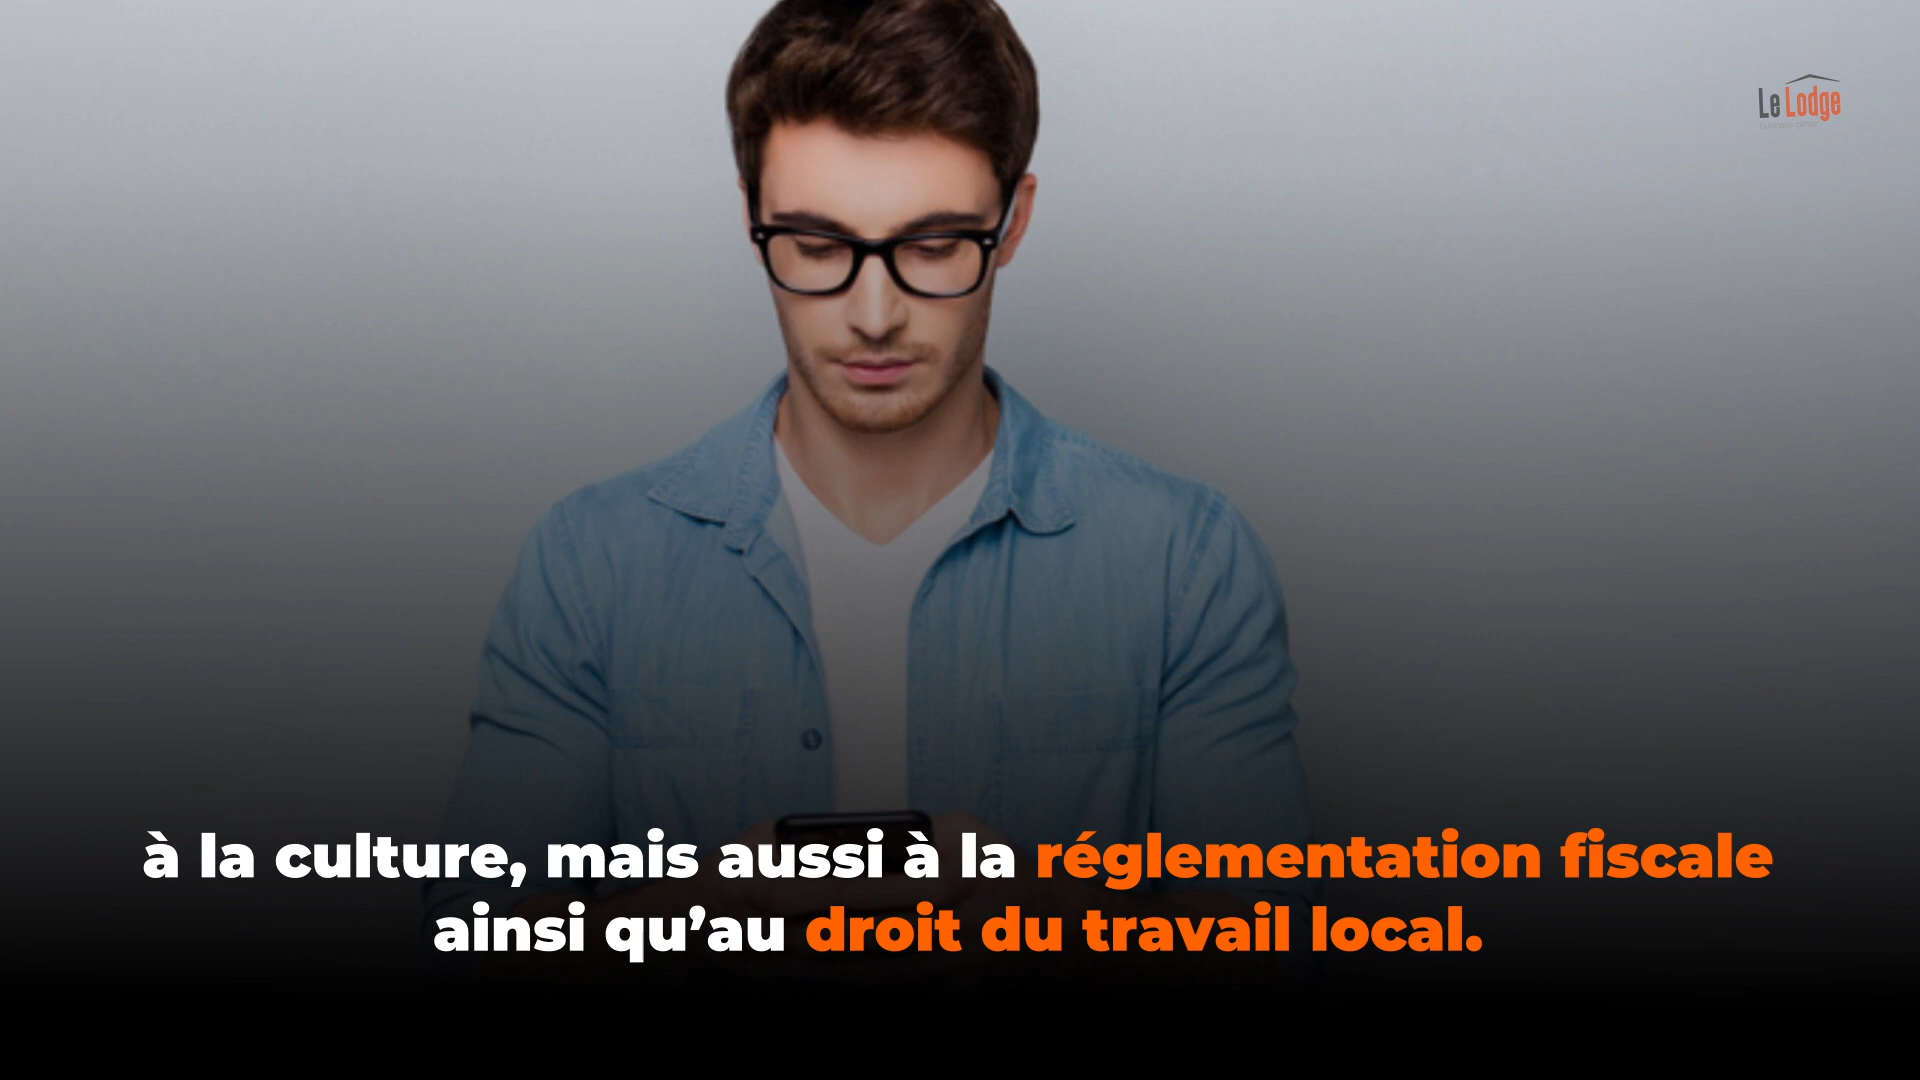 Le Lodge
à la culture, mais aussi à la réglementation fiscale
ainsi qu’au droit du travail local.